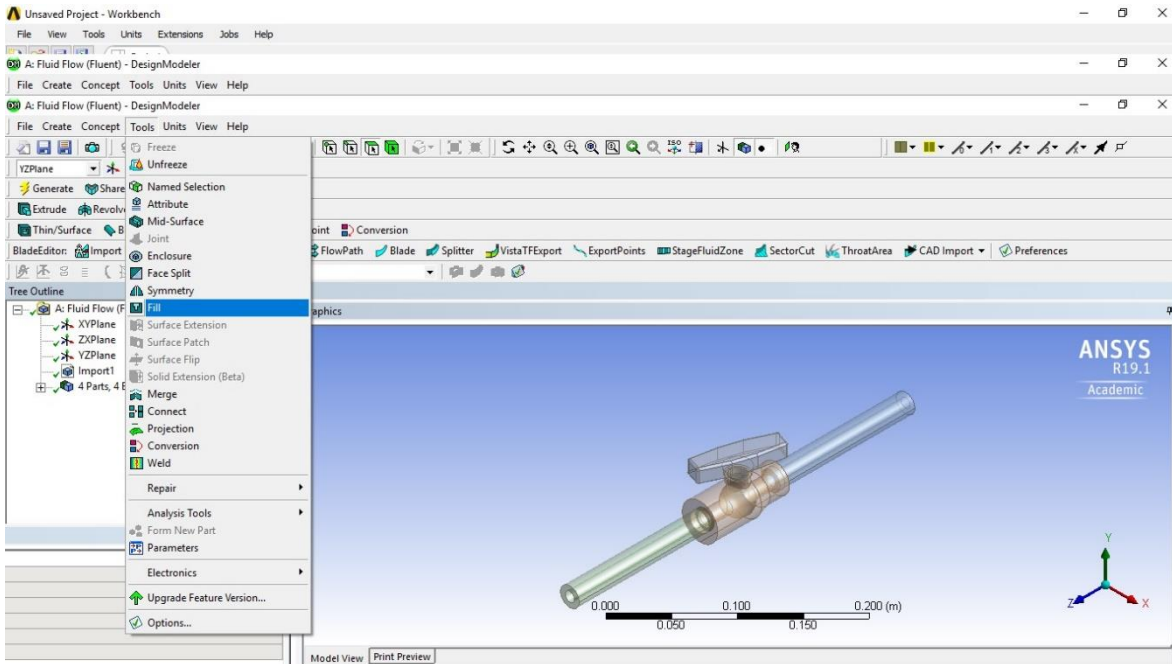 Unsaved Project - Workbench
File View Tools Units Extensions Jobs Help
A: Fluid Flow (Fluent) - DesignModeler
File Create Concept Tools Units View Help
A: Fluid Flow (Fluent) - DesignModeler
File Create Concept Tools Units View Help
Freeze
YZPlane
Unfreeze
Generate Share
Named Selection
Extrude Revolv
Attribute
Mid-Surface
Thin/Surface B
Joint
oint Conversion
BladeEditor: Import
Enclosure
FlowPath Blade Splitter VistaTFExport ExportPoints StageFluidZone SectorCut ThroatArea CAD Import Preferences
Face Split
Tree Outline
Symmetry
A: Fluid Flow (F
Fill
aphics
XYPlane
Surface Extension
ZXPlane
Surface Patch
YZPlane
Surface Flip
Import1
Solid Extension (Beta)
4 Parts, 4 B
Merge
Connect
Projection
Conversion
Weld
Repair
Analysis Tools
Form New Part
Parameters
Electronics
Upgrade Feature Version...
Options...
ANSYS
R19.1
Academic
Y
Z X
0.000 0.100 0.200 (m)
0.050 0.150
Model View Print Preview